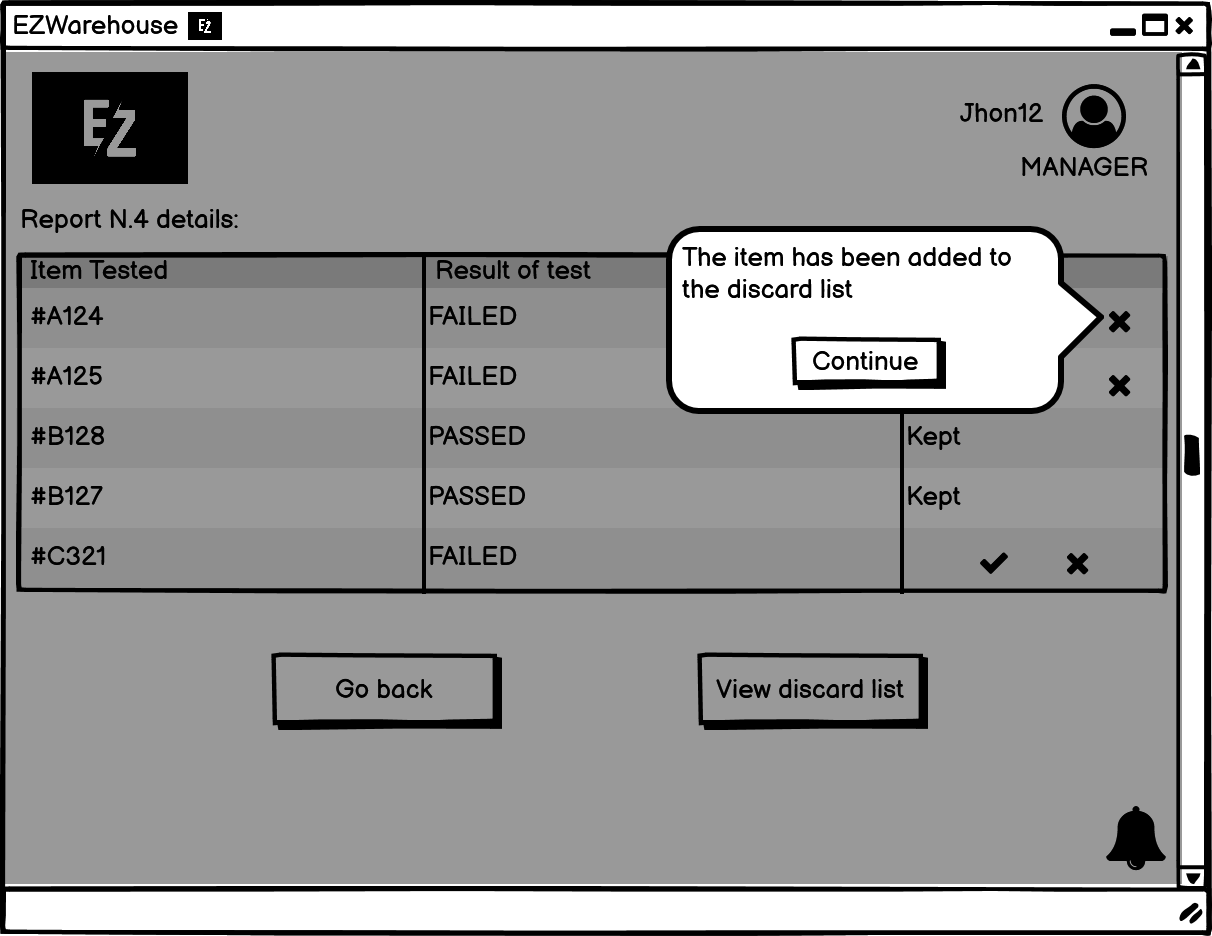 EZWarehouse EZ
EZ
Jhon12
MANAGER
Report N.4 details:
Item Tested Result of test
The item has been added to
the discard list
Continue
#A124 FAILED
#A125 FAILED
#B128 PASSED Kept
#B127 PASSED Kept
#C321 FAILED
Go back View discard list